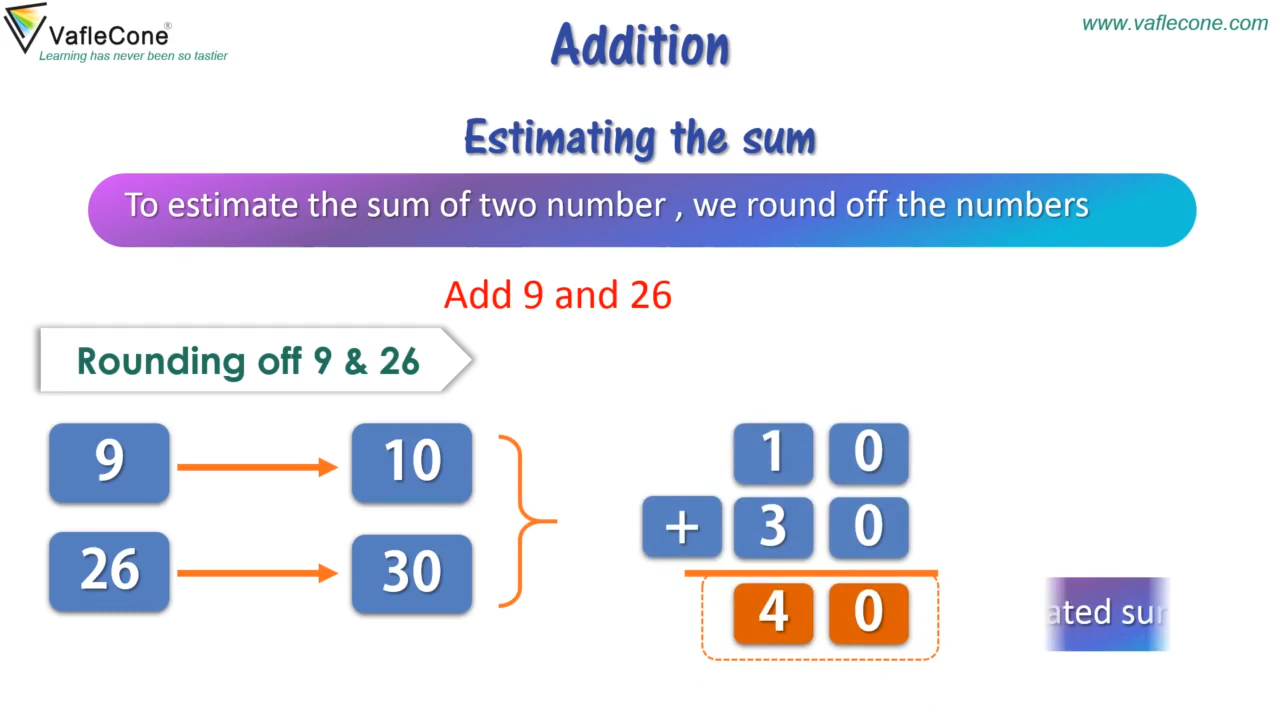 VafleCone®
Learning has never been so tastier
www.vaflecone.com
Addition
Estimating the sum
To estimate the sum of two number , we round off the numbers
Add 9 and 26
Rounding off 9 & 26
9 10
26 30
1 0
+ 3 0
4 0